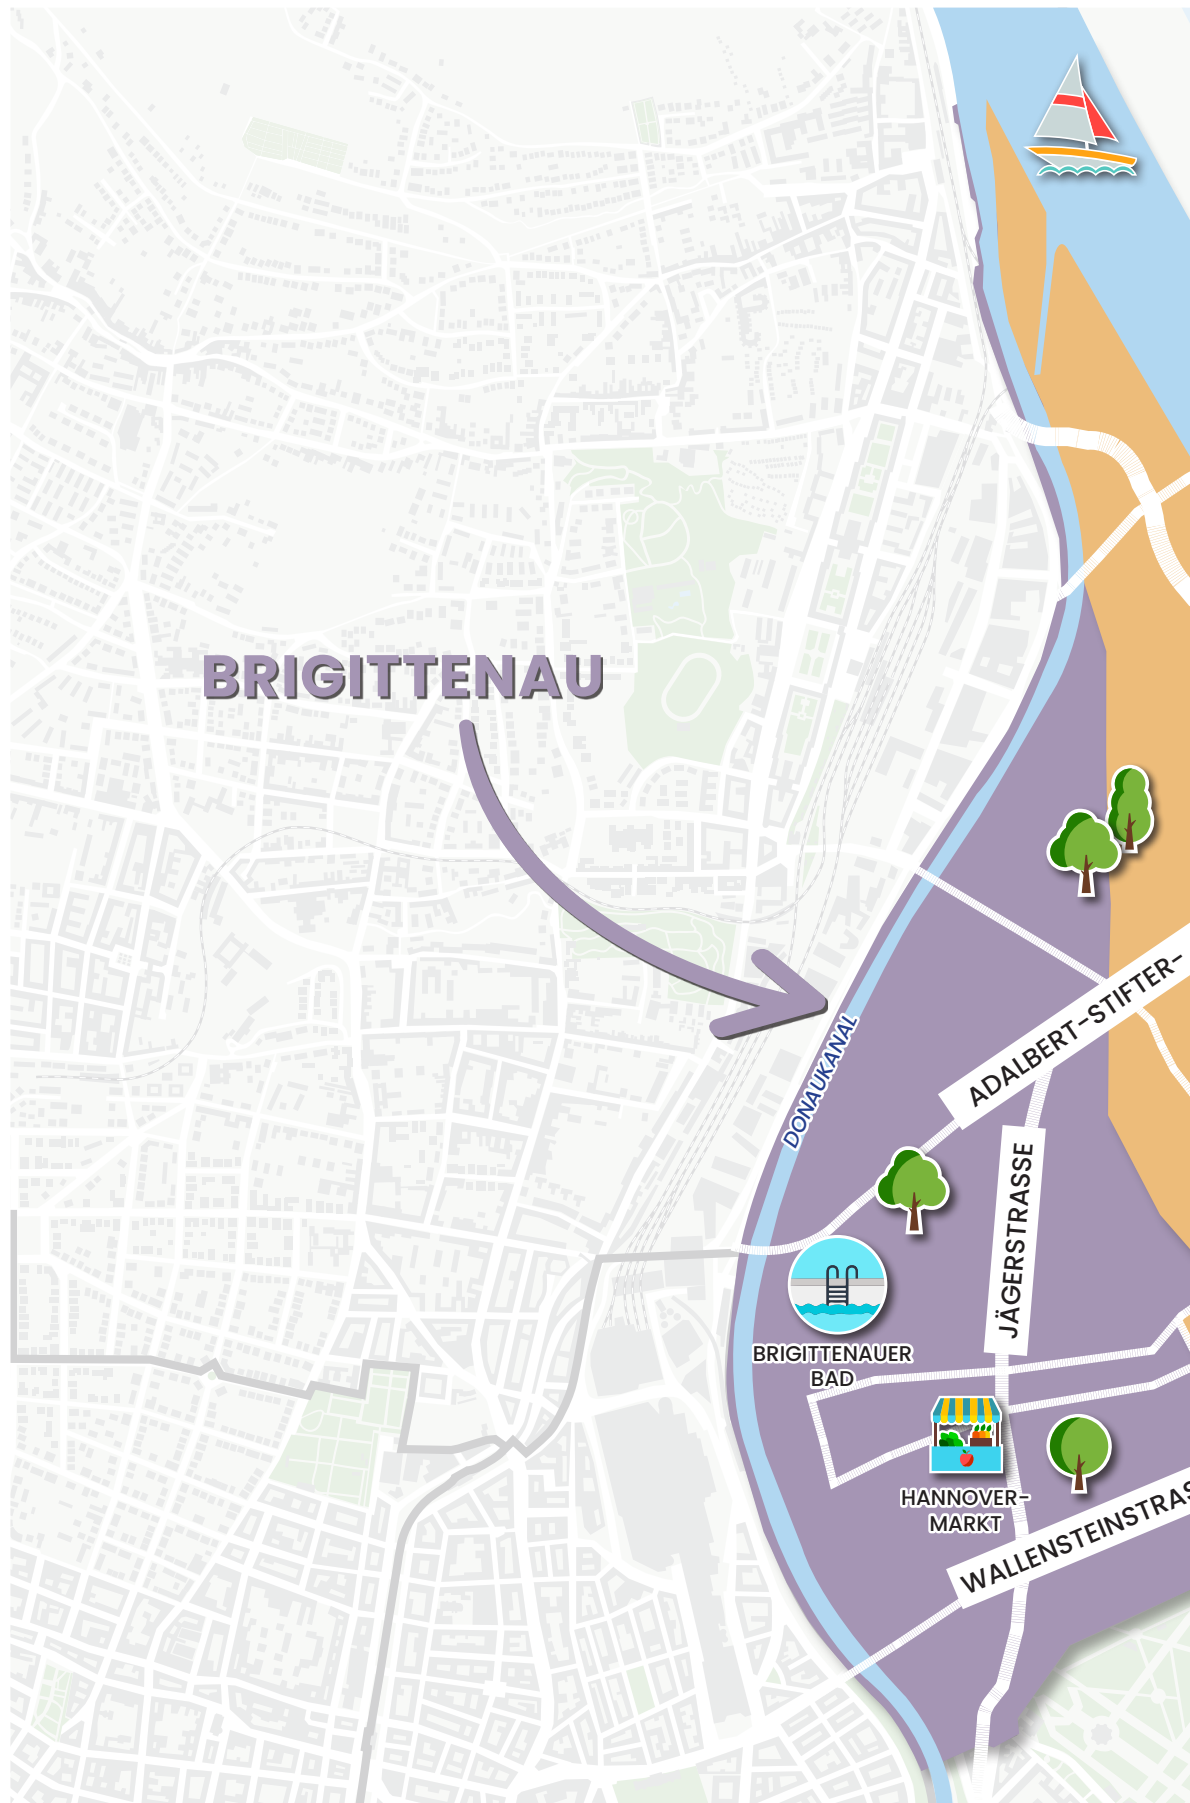 BRIGITTENAU
DONAUKANAL
ADALBERT-STIFTER-
JÄGERSTRASSE
BRIGITTENAUER
BAD
HANNOVER-
MARKT
WALLENSTEINSTRAS